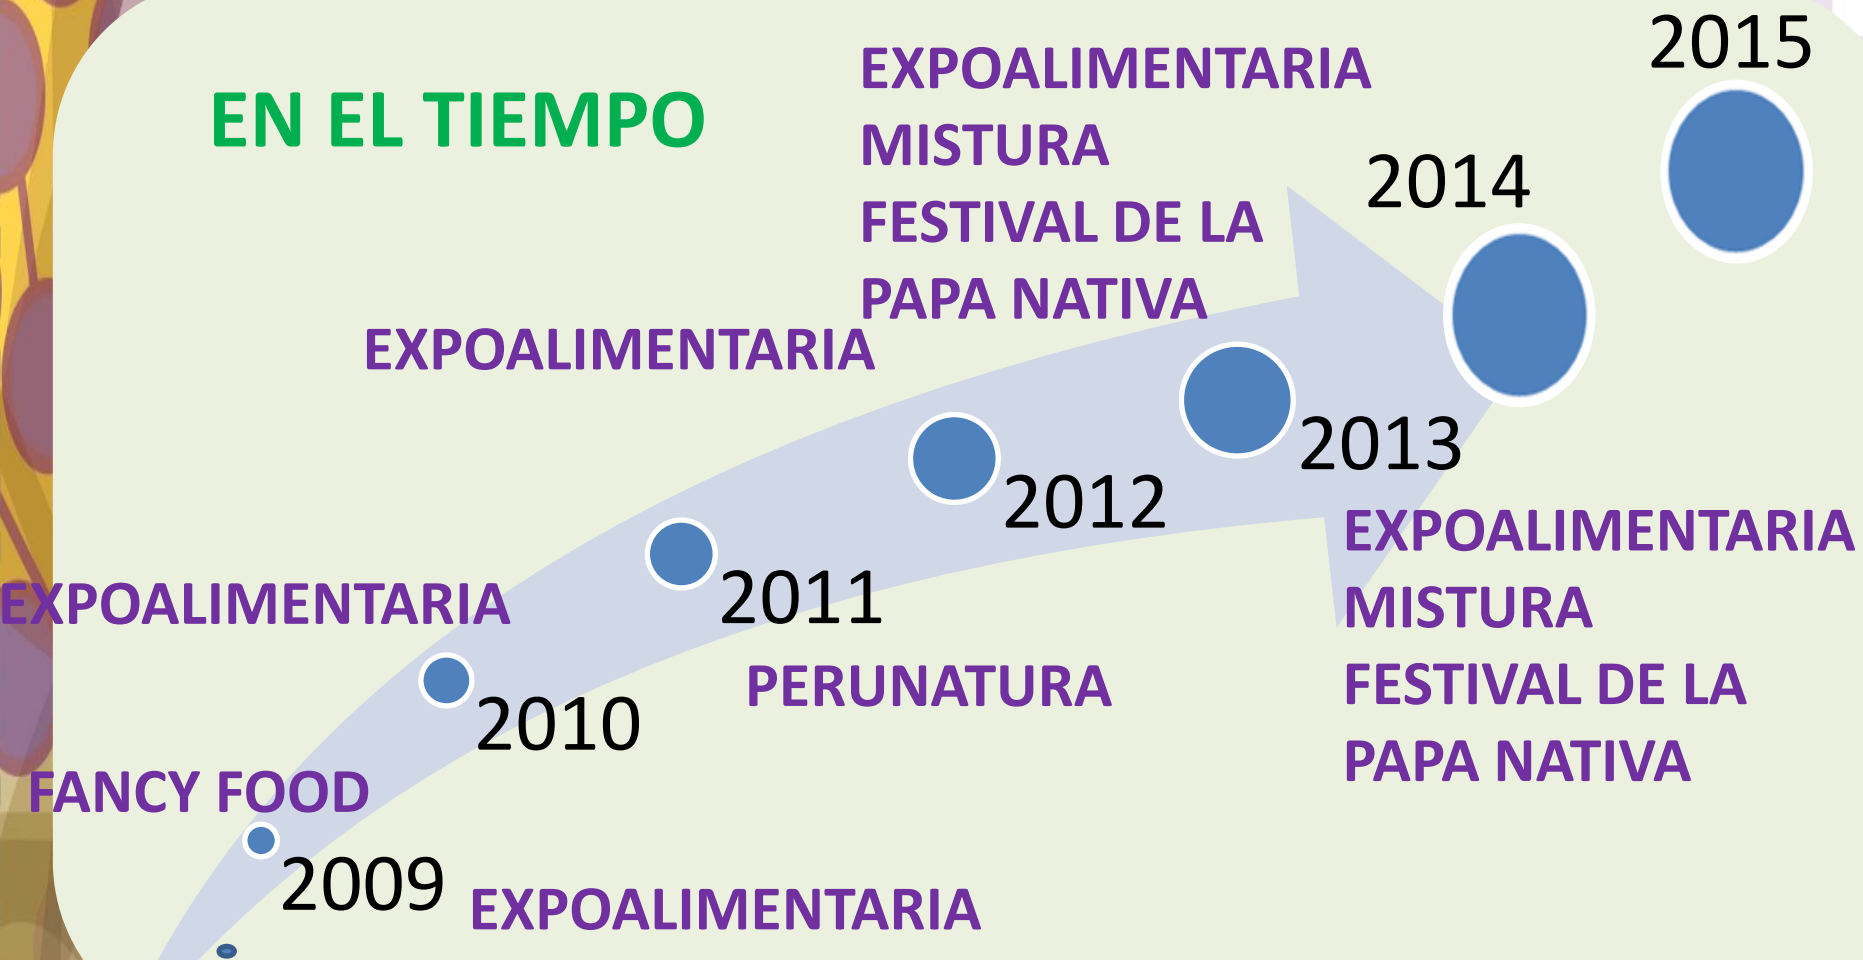 EN EL TIEMPO
EXPOALIMENTARIA
MISTURA
FESTIVAL DE LA
PAPA NATIVA
2015
2014
EXPOALIMENTARIA
2013
2012
EXPOALIMENTARIA
MISTURA
FESTIVAL DE LA
PAPA NATIVA
EXPOALIMENTARIA
2011
PERUNATURA
2010
FANCY FOOD
2009
EXPOALIMENTARIA